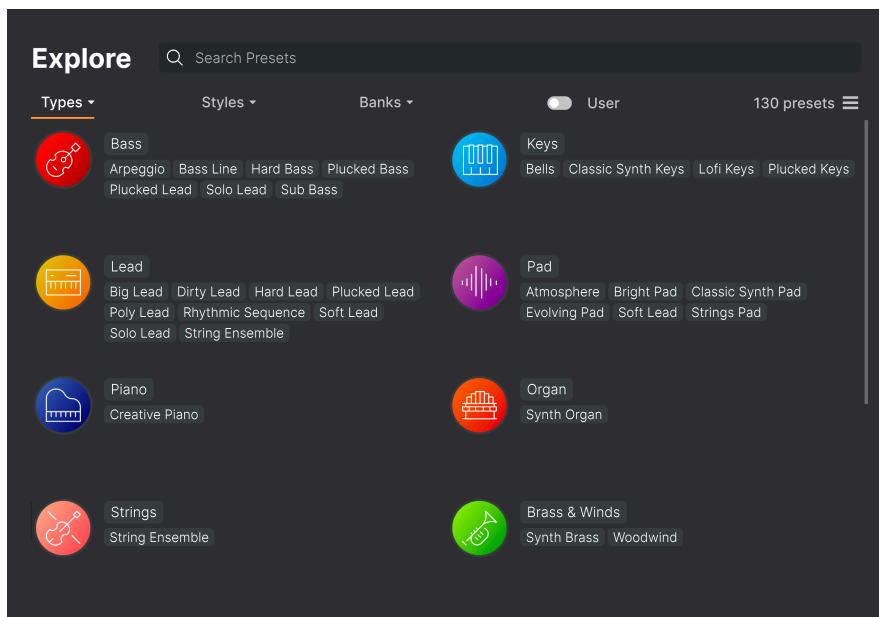 Explore
Search Presets
Types
Styles
Banks
User
130 presets
Bass
Arpeggio Bass Line Hard Bass Plucked Bass
Plucked Lead Solo Lead Sub Bass
Keys
Bells Classic Synth Keys Lofi Keys Plucked Keys
Lead
Big Lead Dirty Lead Hard Lead Plucked Lead
Poly Lead Rhythmic Sequence Soft Lead
Solo Lead String Ensemble
Pad
Atmosphere Bright Pad Classic Synth Pad
Evolving Pad Soft Lead Strings Pad
Piano
Creative Piano
Organ
Synth Organ
Strings
String Ensemble
Brass & Winds
Synth Brass Woodwind